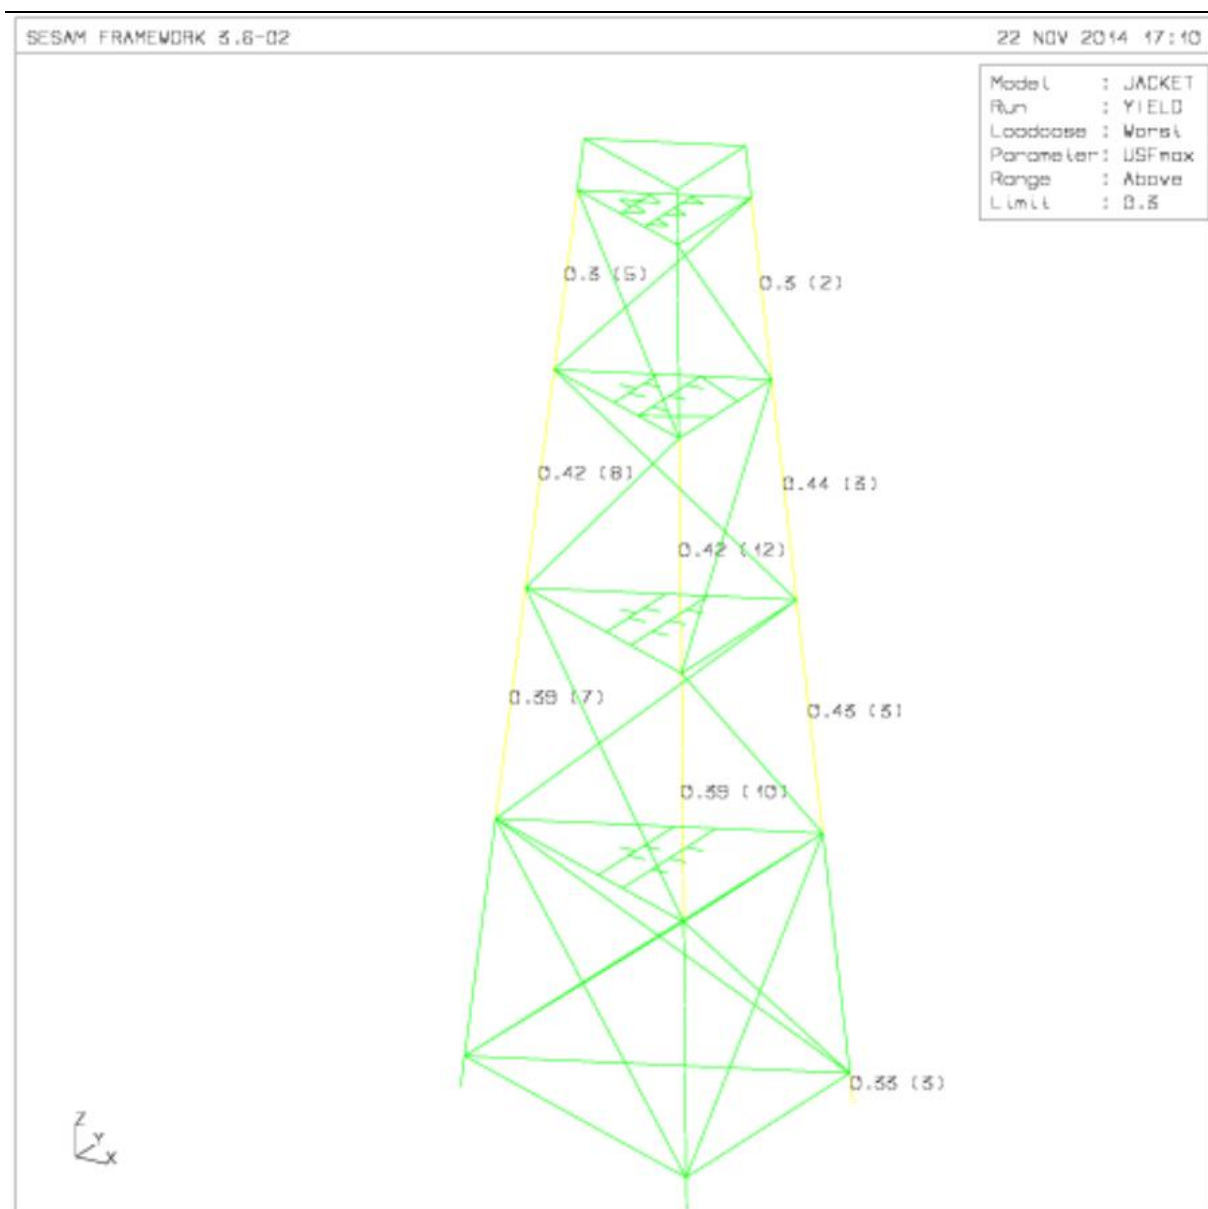 SESAM FRAMEWORK 3.6-02
22 NOV 2014 17:10
Model : JACKET
Run : YIELD
Loadcase : Worst
Parameter: USFmax
Range : Above
Limit : 0.3
0.3 (5)
0.3 (2)
0.42 (8)
0.44 (3)
0.42 (12)
0.39 (7)
0.43 (3)
0.39 (10)
0.33 (3)
Z
Y
X